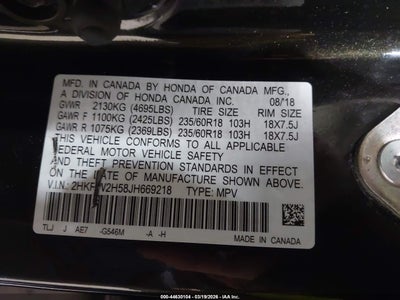 MFD. IN CANADA BY HONDA OF CANADA MFG.,
A DIVISION OF HONDA CANADA INC. 08/18
GVWR 2130KG (4695LBS) TIRE SIZE RIM SIZE
GAWR F 1100KG (2425LBS) 235/60R18 103H 18X7.5J
GAWR R 1075KG (2369LBS) 235/60R18 103H 18X7.5J
THIS VEHICLE CONFORMS TO ALL APPLICABLE
FEDERAL MOTOR VEHICLE SAFETY
AND THEFT PREVENTION STANDARDS IN EFFECT
ON THE DATE OF MANUFACTURE SHOWN ABOVE.
V.I.N.: TYPE: MPV
TLJ J AE7 -G546M -A -H
MADE IN CANADA
© 44630104 - 03/19/2026 - IAA Inc.